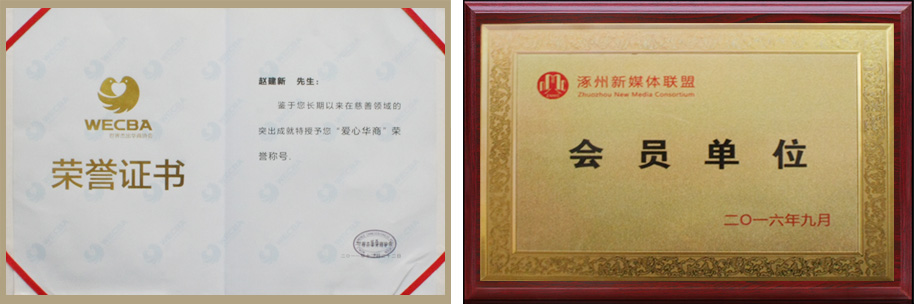 WECBA
荣誉证书
赵建新 先生：
鉴于您长期以来在慈善领域的
突出成就特授予您“爱心华商”荣
誉称号。
涿州新媒体联盟
Zhuozhou New Media Consortium
会员单位
二〇一六年九月